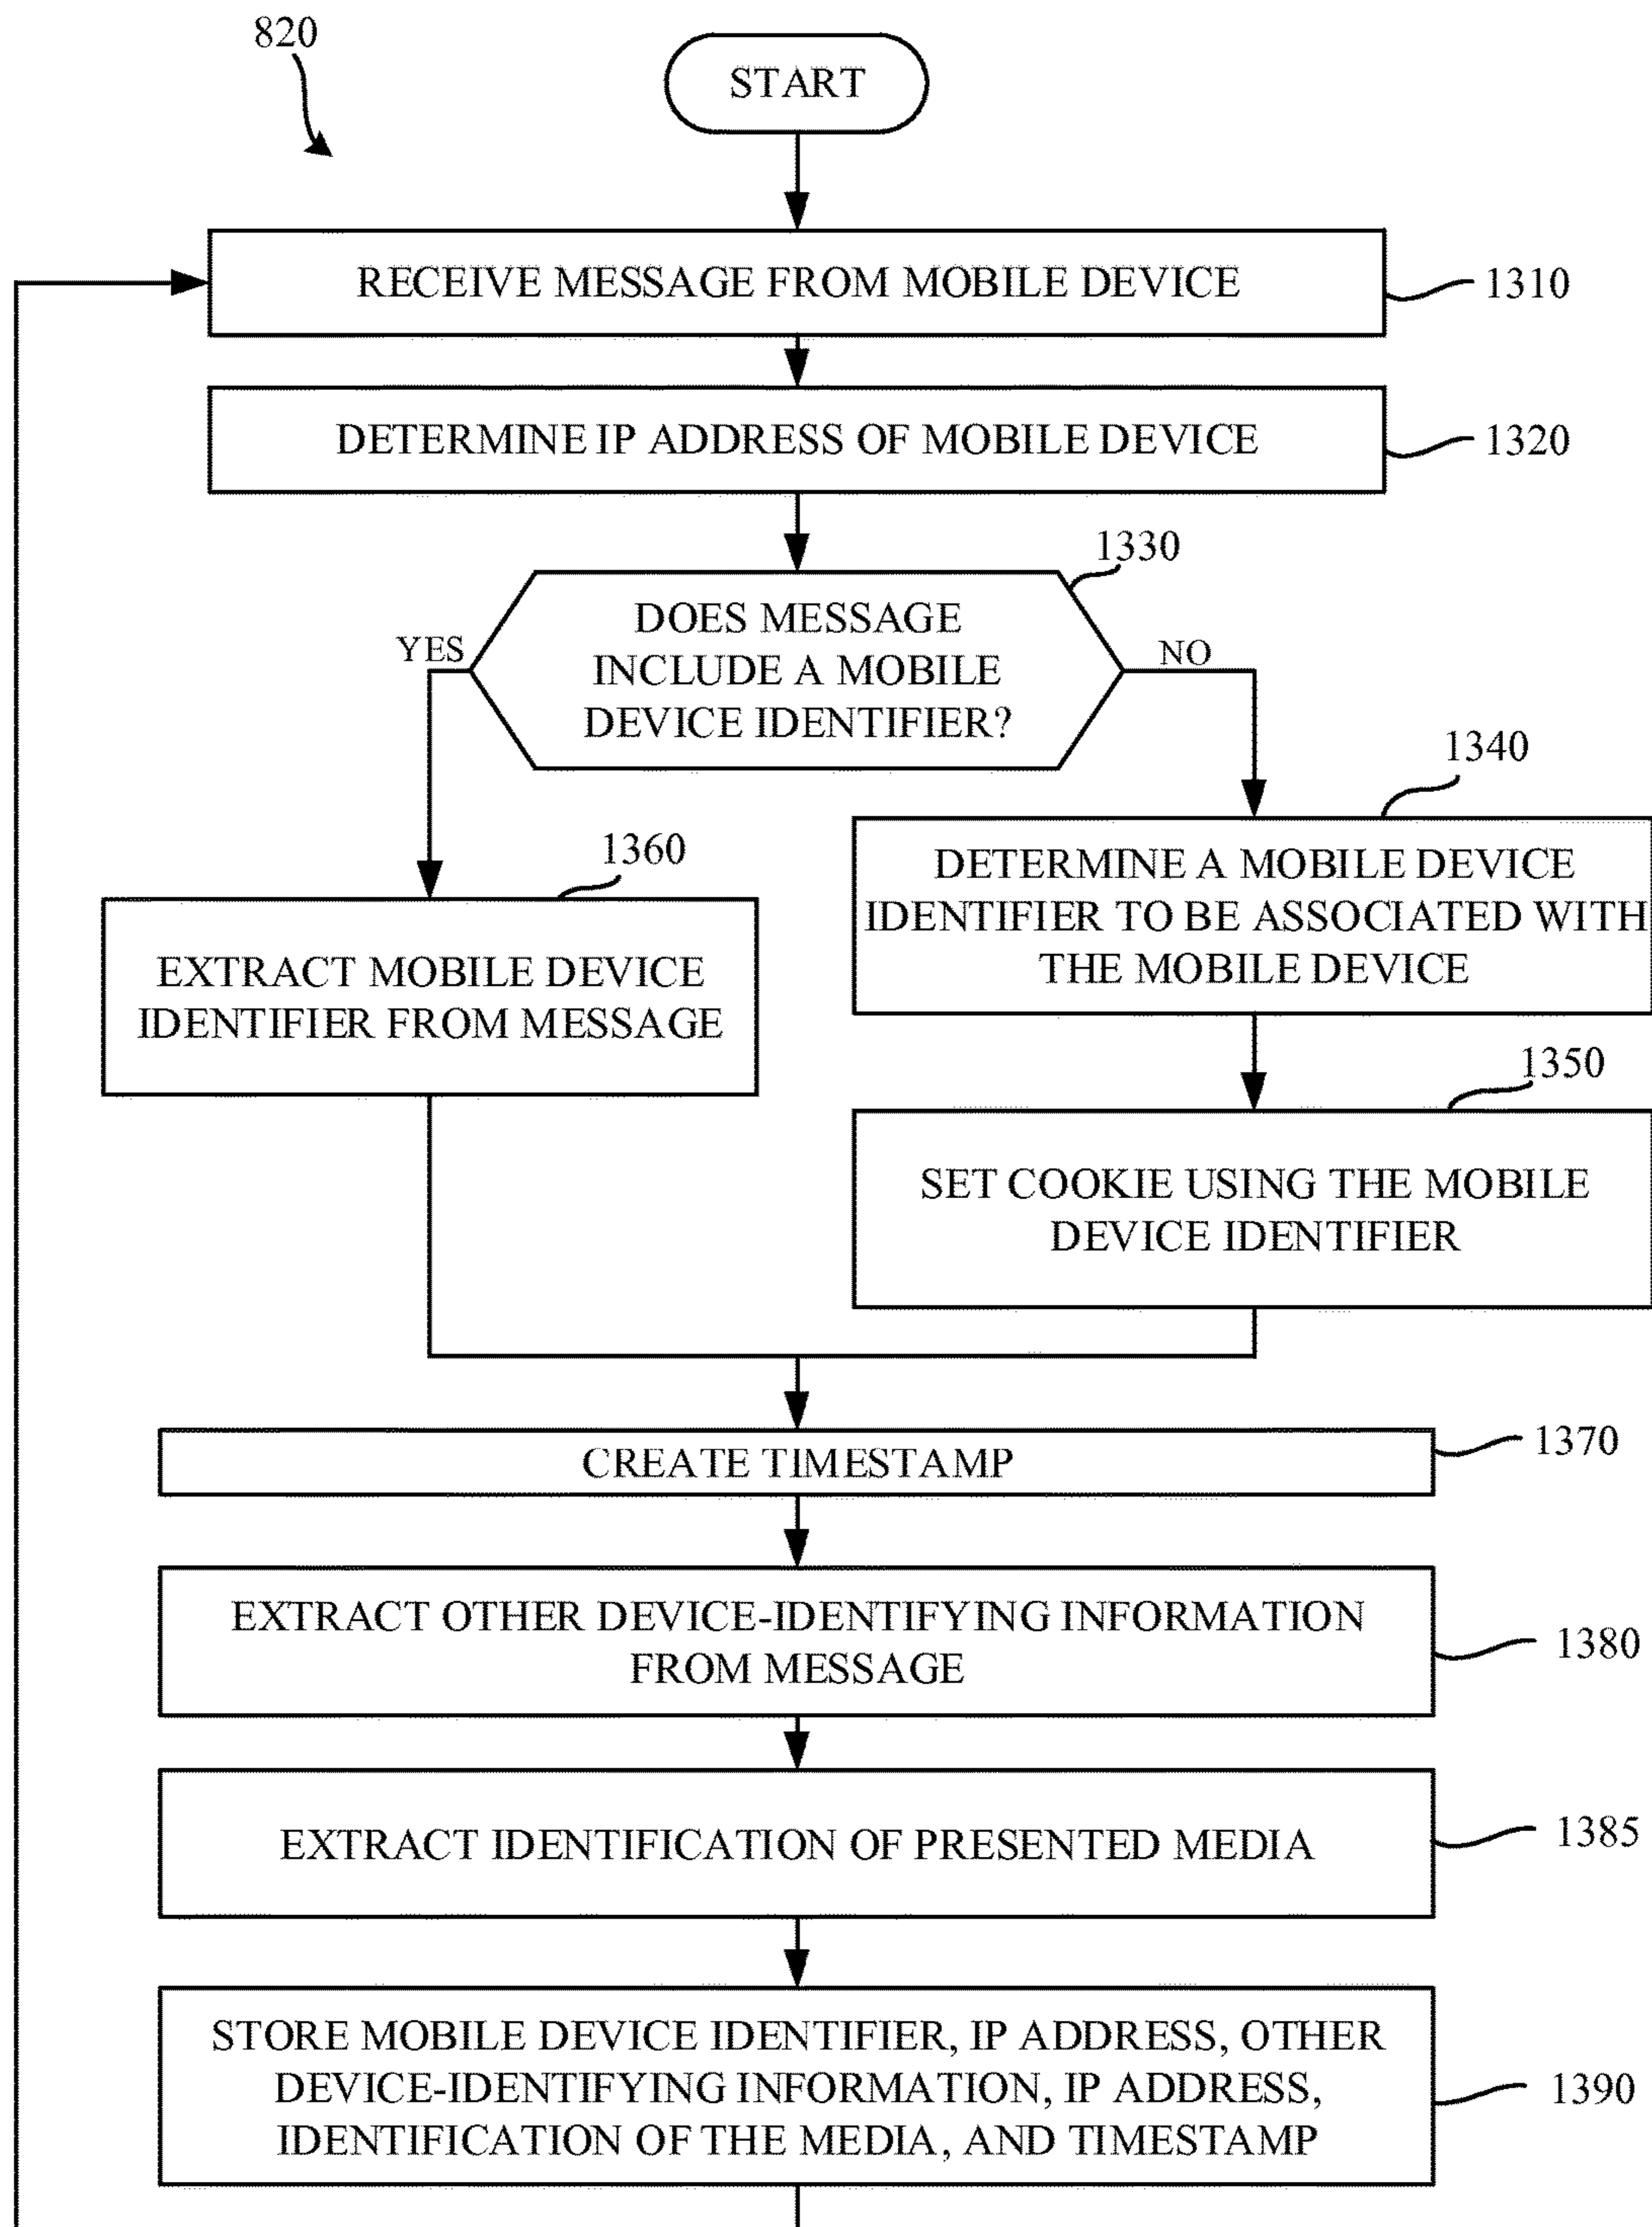 820
START
RECEIVE MESSAGE FROM MOBILE DEVICE
1310
DETERMINE IP ADDRESS OF MOBILE DEVICE
1320
1330
DOES MESSAGE
INCLUDE A MOBILE
DEVICE IDENTIFIER?
YES
NO
1340
DETERMINE A MOBILE DEVICE
IDENTIFIER TO BE ASSOCIATED WITH
THE MOBILE DEVICE
1360
EXTRACT MOBILE DEVICE
IDENTIFIER FROM MESSAGE
1350
SET COOKIE USING THE MOBILE
DEVICE IDENTIFIER
CREATE TIMESTAMP
1370
EXTRACT OTHER DEVICE-IDENTIFYING INFORMATION
FROM MESSAGE
1380
EXTRACT IDENTIFICATION OF PRESENTED MEDIA
1385
STORE MOBILE DEVICE IDENTIFIER, IP ADDRESS, OTHER
DEVICE-IDENTIFYING INFORMATION, IP ADDRESS,
IDENTIFICATION OF THE MEDIA, AND TIMESTAMP
1390